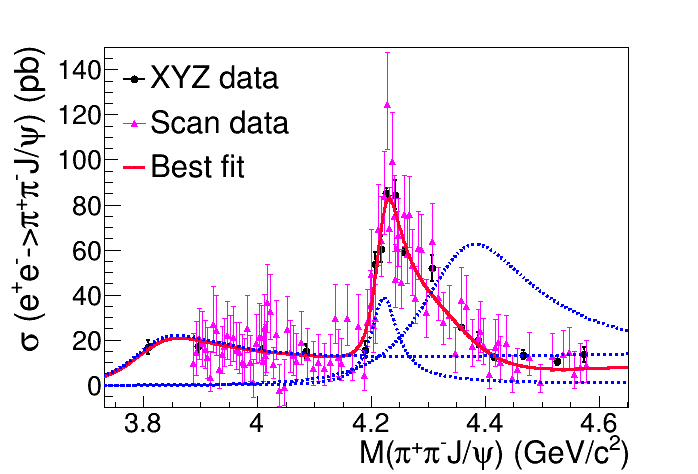 σ (e⁺e⁻->π⁺π⁻J/ψ) (pb)
140
120
100
80
60
40
20
0
XYZ data
Scan data
Best fit
3.8 4 4.2 4.4 4.6
M(π⁺π⁻J/ψ) (GeV/c²)